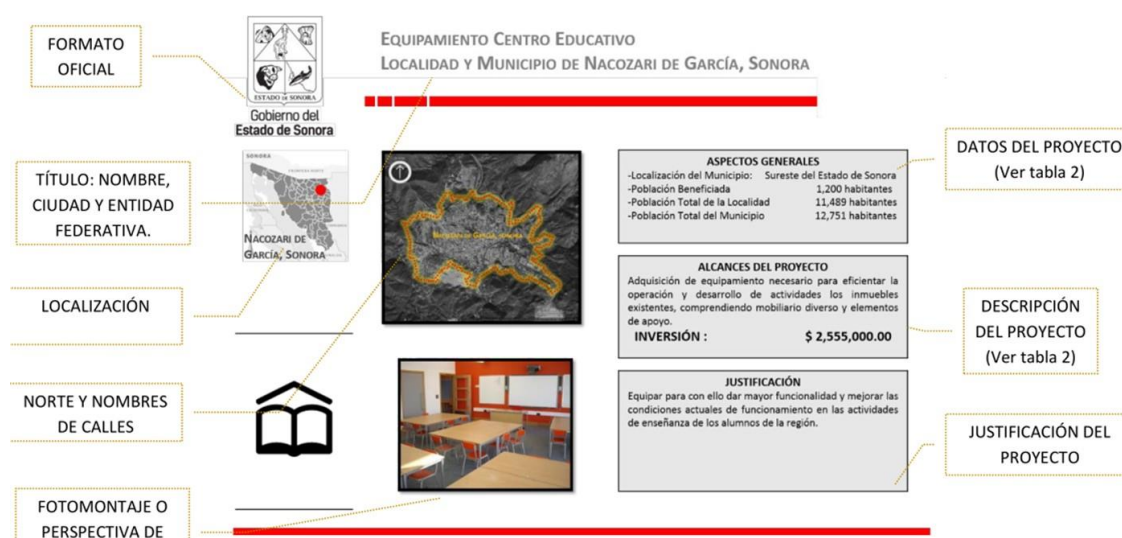 FORMATO
OFICIAL
ESTADO DE SONORA
Gobierno del
Estado de Sonora
EQUIPAMIENTO CENTRO EDUCATIVO
LOCALIDAD Y MUNICIPIO DE NACOZARI DE GARCÍA, SONORA
TÍTULO: NOMBRE,
CIUDAD Y ENTIDAD
FEDERATIVA.
SONORA
NACOZARI DE
GARCÍA, SONORA
LOCALIZACIÓN
NORTE Y NOMBRES
DE CALLES
FOTOMONTAJE O
PERSPECTIVA DE
NACOZARI DE GARCÍA, SONORA
ASPECTOS GENERALES
-Localización del Municipio: Sureste del Estado de Sonora
-Población Beneficiada 1,200 habitantes
-Población Total de la Localidad 11,489 habitantes
-Población Total del Municipio 12,751 habitantes
ALCANCES DEL PROYECTO
Adquisición de equipamiento necesario para eficientar la
operación y desarrollo de actividades los inmuebles
existentes, comprendiendo mobiliario diverso y elementos
de apoyo.
INVERSIÓN : $ 2,555,000.00
JUSTIFICACIÓN
Equipar para con ello dar mayor funcionalidad y mejorar las
condiciones actuales de funcionamiento en las actividades
de enseñanza de los alumnos de la región.
DATOS DEL PROYECTO
(Ver tabla 2)
DESCRIPCIÓN
DEL PROYECTO
(Ver tabla 2)
JUSTIFICACIÓN DEL
PROYECTO